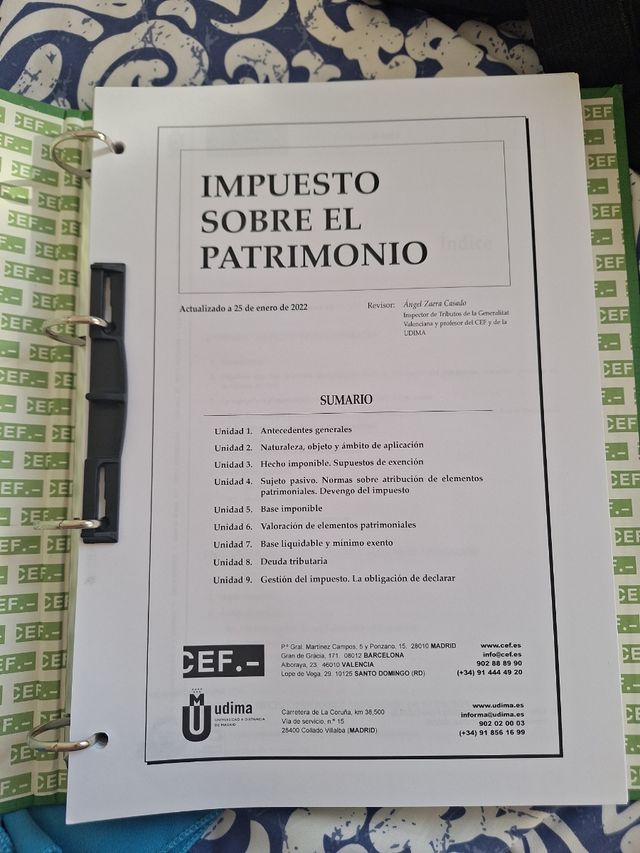 IMPUESTO
SOBRE EL
PATRIMONIO
Índice
Actualizado a 25 de enero de 2022
Revisor: Ángel Zaera Casado
Inspector de Tributos de la Generalitat
Valenciana y profesor del CEF y de la
UDIMA
SUMARIO
Unidad 1. Antecedentes generales
Unidad 2. Naturaleza, objeto y ámbito de aplicación
Unidad 3. Hecho imponible. Supuestos de exención
Unidad 4. Sujeto pasivo. Normas sobre atribución de elementos
patrimoniales. Devengo del impuesto
Unidad 5. Base imponible
Unidad 6. Valoración de elementos patrimoniales
Unidad 7. Base liquidable y mínimo exento
Unidad 8. Deuda tributaria
Unidad 9. Gestión del impuesto. La obligación de declarar
CEF.-
P.º Gral. Martínez Campos, 5 y Ponzano, 15. 28010 MADRID
Gran de Gràcia, 171. 08012 BARCELONA
Alboraya, 23. 46010 VALENCIA
Lope de Vega, 29. 10125 SANTO DOMINGO (RD)
www.cef.es
info@cef.es
902 88 89 90
(+34) 91 444 49 20
udima
UNIVERSIDAD A DISTANCIA
DE MADRID
Carretera de La Coruña, km 38,500
Vía de servicio, n.º 15
28400 Collado Villalba (MADRID)
www.udima.es
informa@udima.es
902 02 00 03
(+34) 91 856 16 99